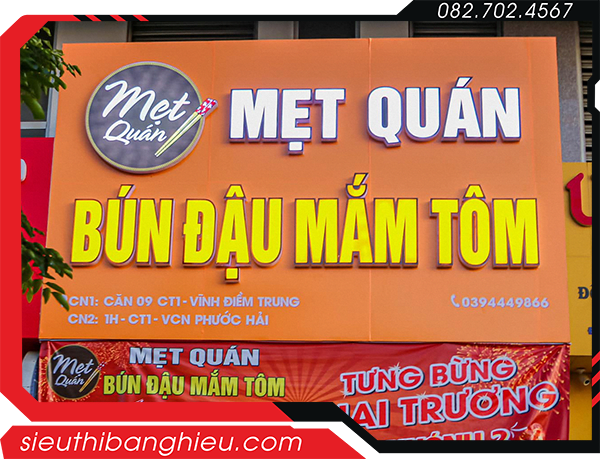 082.702.4567
Mẹt
Quán
MẸT QUÁN
BÚN ĐẬU MẮM TÔM
CN1: CĂN 09 CT1 - VĨNH ĐIỀM TRUNG
0394449866
CN2: 1H - CT1 - VCN PHƯỚC HẢI
Mẹt
Quán
MẸT QUÁN
BÚN ĐẬU MẮM TÔM
TƯNG BỪNG
TRƯƠNG
sieuthibanghieu.com